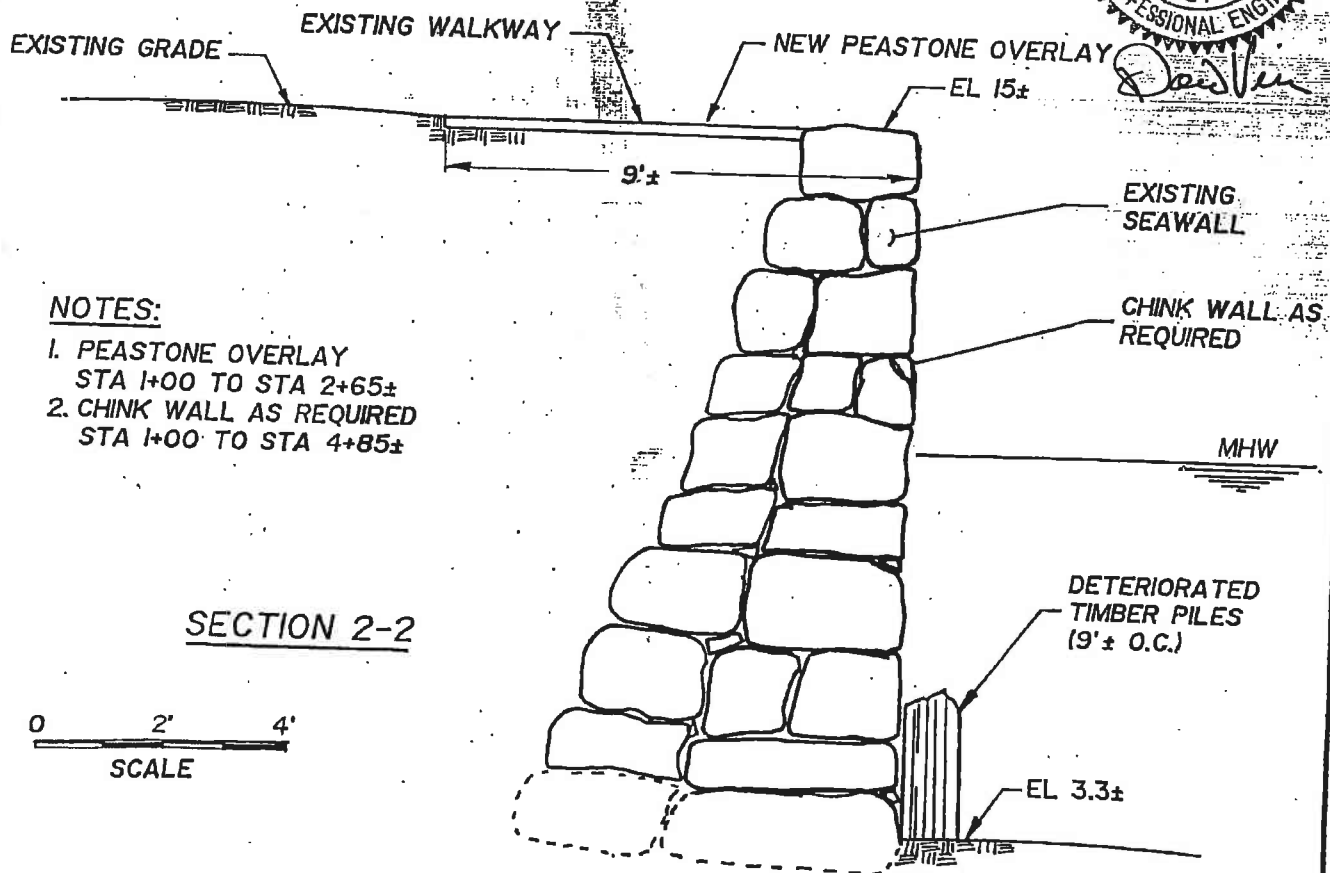 FESSIONAL ENGI
EXISTING WALKWAY
EXISTING GRADE
NEW PEASTONE OVERLAY
EL 15±
9'±
EXISTING
SEAWALL
CHINK WALL AS
REQUIRED
NOTES:
1. PEASTONE OVERLAY
STA 1+00 TO STA 2+65±
2. CHINK WALL AS REQUIRED
STA 1+00 TO STA 4+85±
MHW
DETERIORATED
TIMBER PILES
(9'± O.C.)
SECTION 2-2
0 2' 4'
SCALE
EL 3.3±